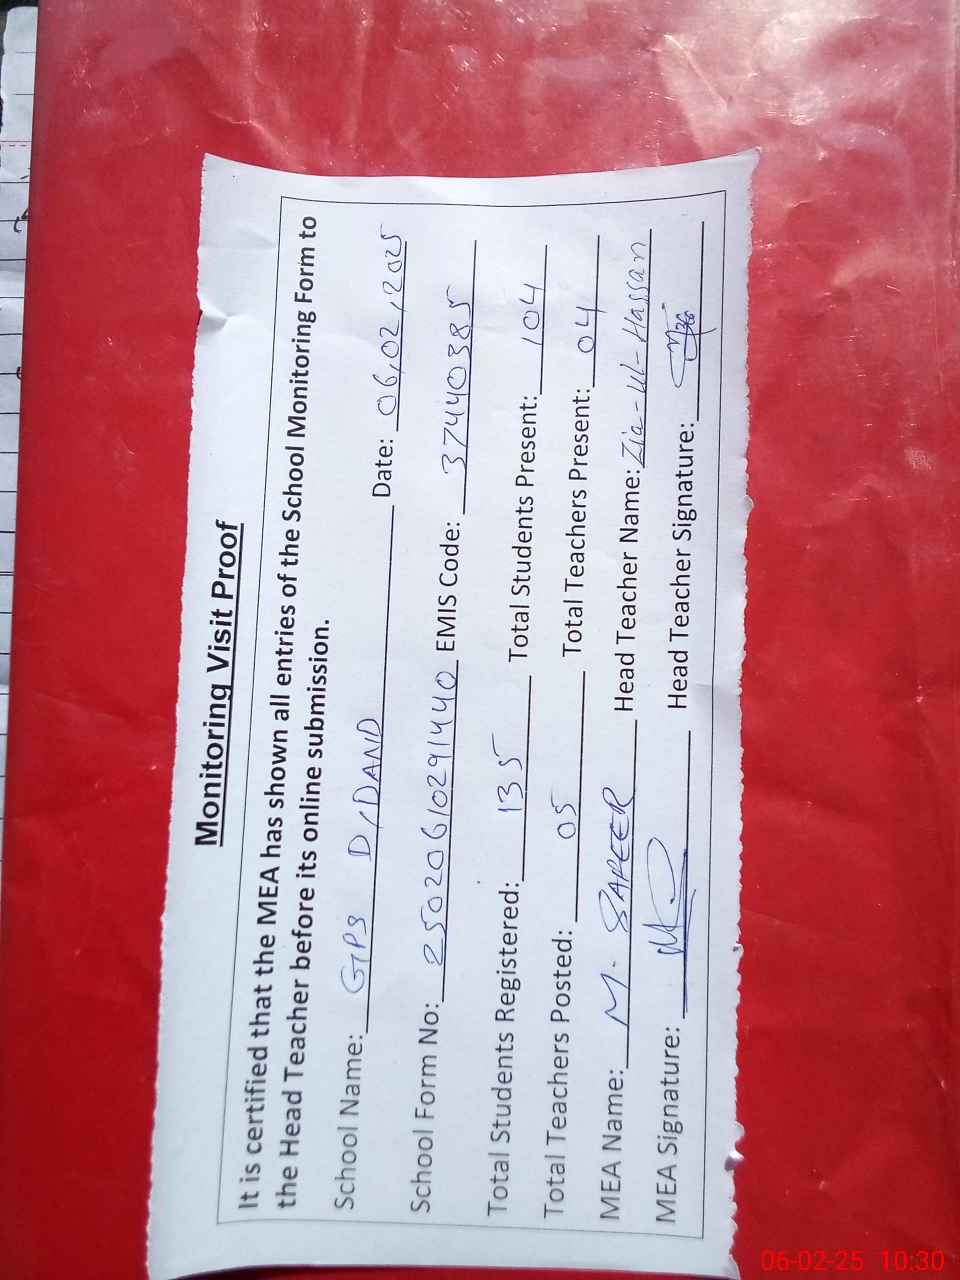 Monitoring Visit Proof
It is certified that the MEA has shown all entries of the School Monitoring Form to
the Head Teacher before its online submission.
School Name: GPS D/DAND Date: 06,02,2025
School Form No: 25020610291440 EMIS Code: 37440385
Total Students Registered: 135 Total Students Present: 104
Total Teachers Posted: 05 Total Teachers Present: 04
MEA Name: M. SAFEER Head Teacher Name: Zia-Ul-Hassan
MEA Signature: Head Teacher Signature:
06-02-25 10:30